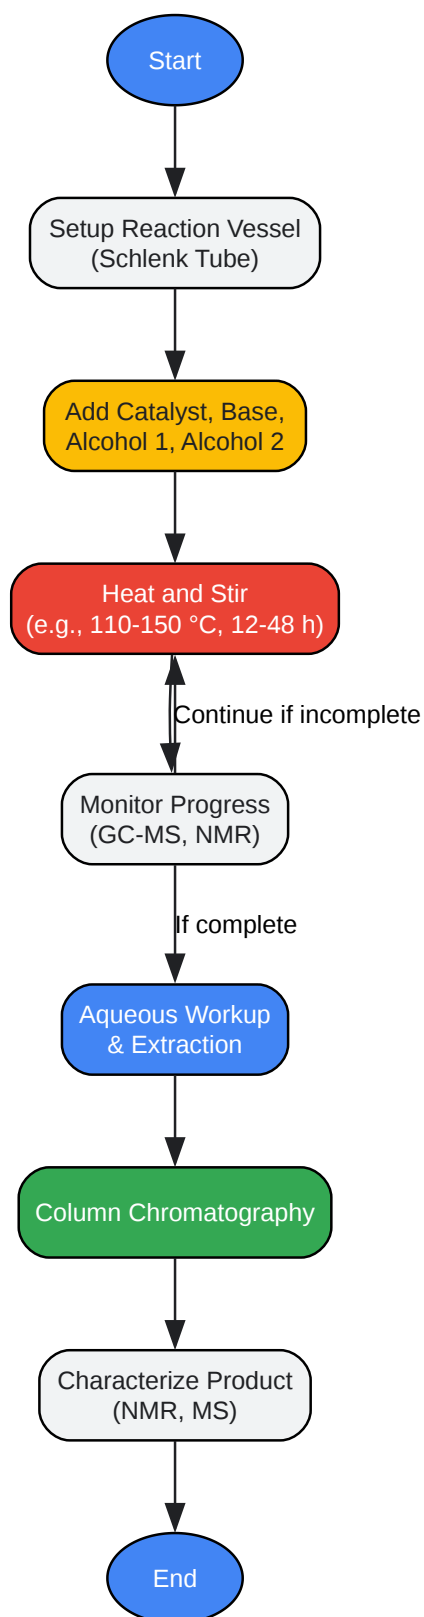 Start
Setup Reaction Vessel
(Schlenk Tube)
Add Catalyst, Base,
Alcohol 1, Alcohol 2
Heat and Stir
(e.g., 110-150 °C, 12-48 h)
Continue if incomplete
Monitor Progress
(GC-MS, NMR)
If complete
Aqueous Workup
& Extraction
Column Chromatography
Characterize Product
(NMR, MS)
End